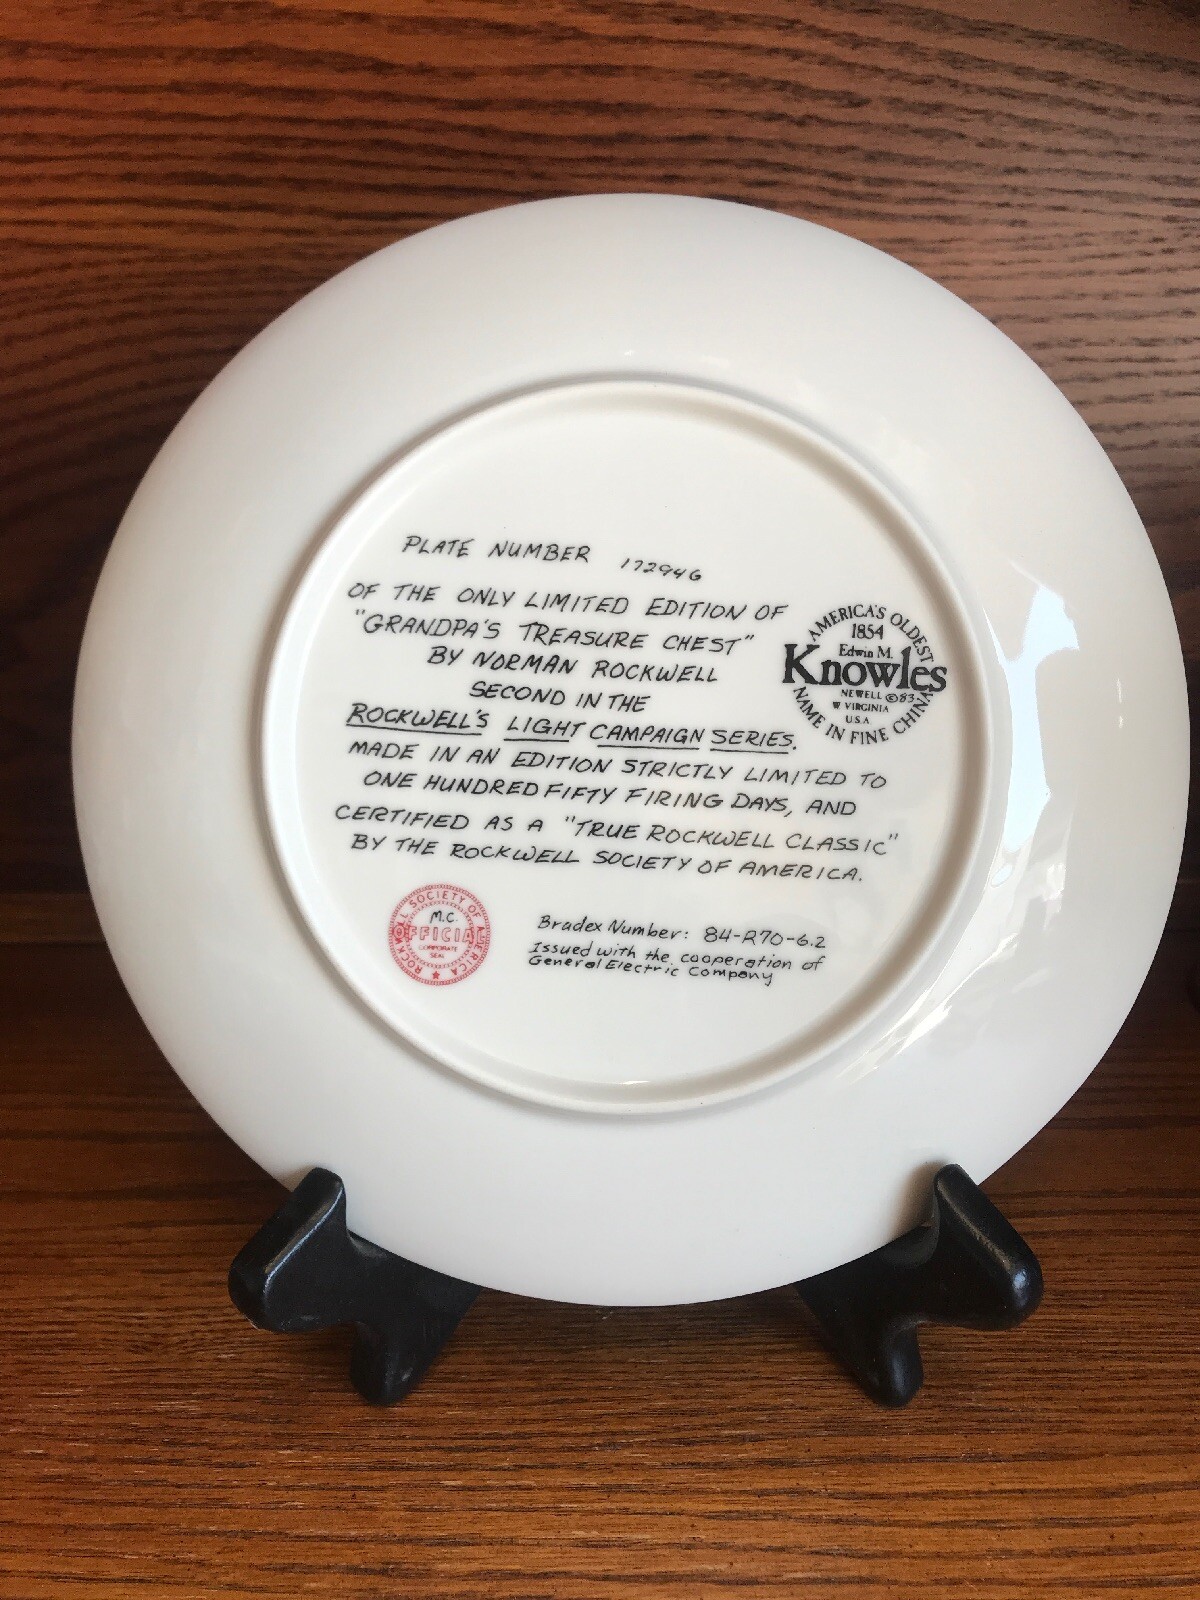 PLATE NUMBER 17294G
OF THE ONLY LIMITED EDITION OF
"GRANDPA'S TREASURE CHEST"
BY NORMAN ROCKWELL
SECOND IN THE
ROCKWELL'S LIGHT CAMPAIGN SERIES.
MADE IN AN EDITION STRICTLY LIMITED TO
ONE HUNDRED FIFTY FIRING DAYS, AND
CERTIFIED AS A "TRUE ROCKWELL CLASSIC"
BY THE ROCKWELL SOCIETY OF AMERICA.
AMERICA'S OLDEST
1854
Edwin M.
Knowles
NEWELL ©83
W VIRGINIA
U.S.A
NAME IN FINE CHINA
ROCKWELL SOCIETY OF AMERICA
M.C.
OFFICIAL
CORPORATE
SEAL
Bradex Number: 84-R70-6.2
Issued with the cooperation of
General Electric Company